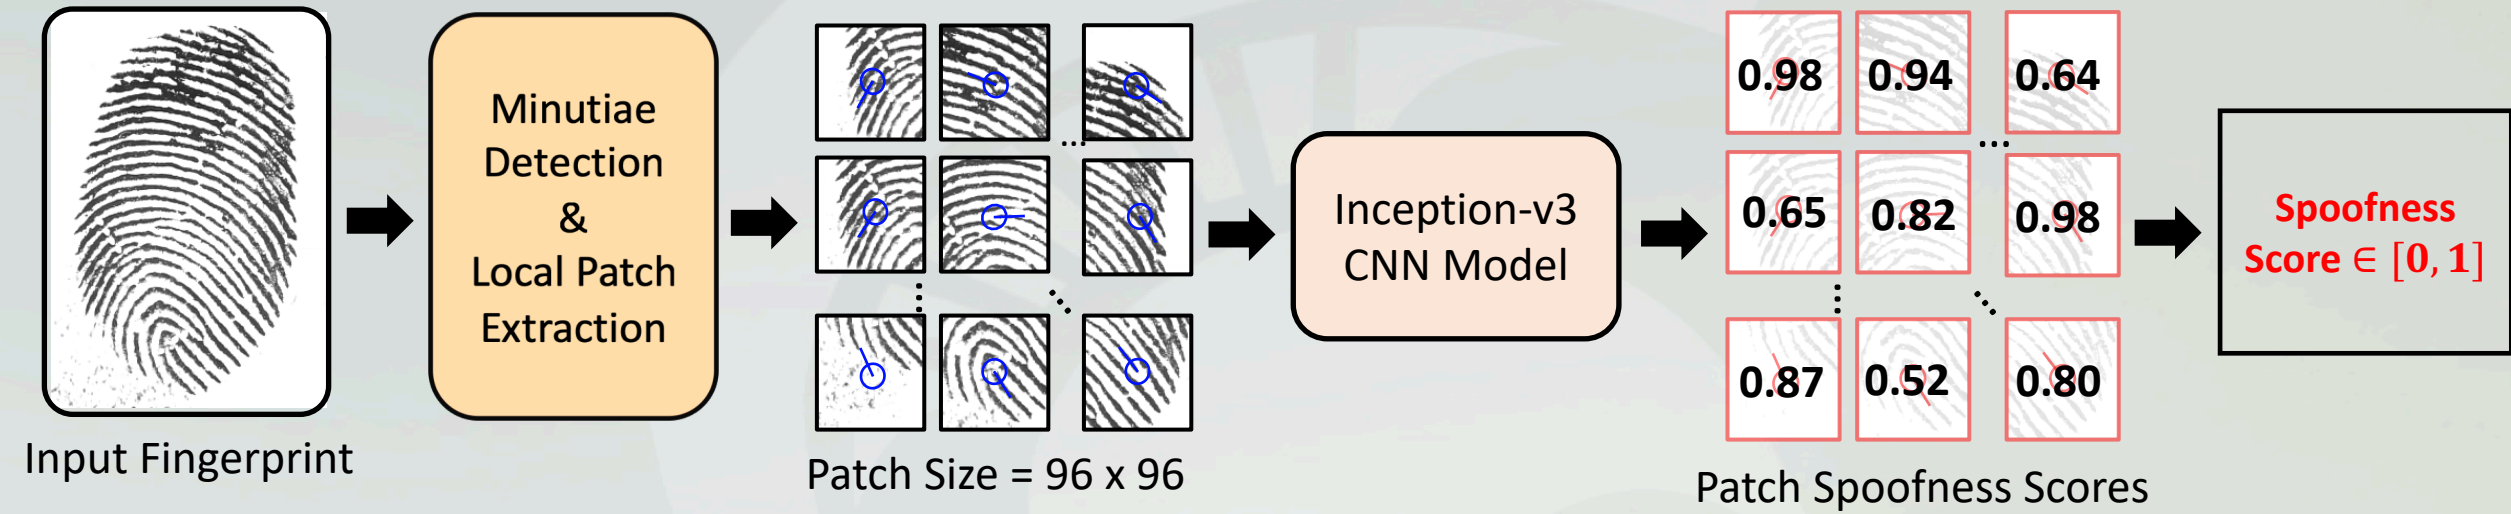 Input Fingerprint
Minutiae
Detection
&
Local Patch
Extraction
...
Patch Size = 96 x 96
Inception-v3
CNN Model
0.98 0.94 0.64
...
0.65 0.82 0.98
0.87 0.52 0.80
Patch Spoofness Scores
Spoofness
Score ∈ [0, 1]